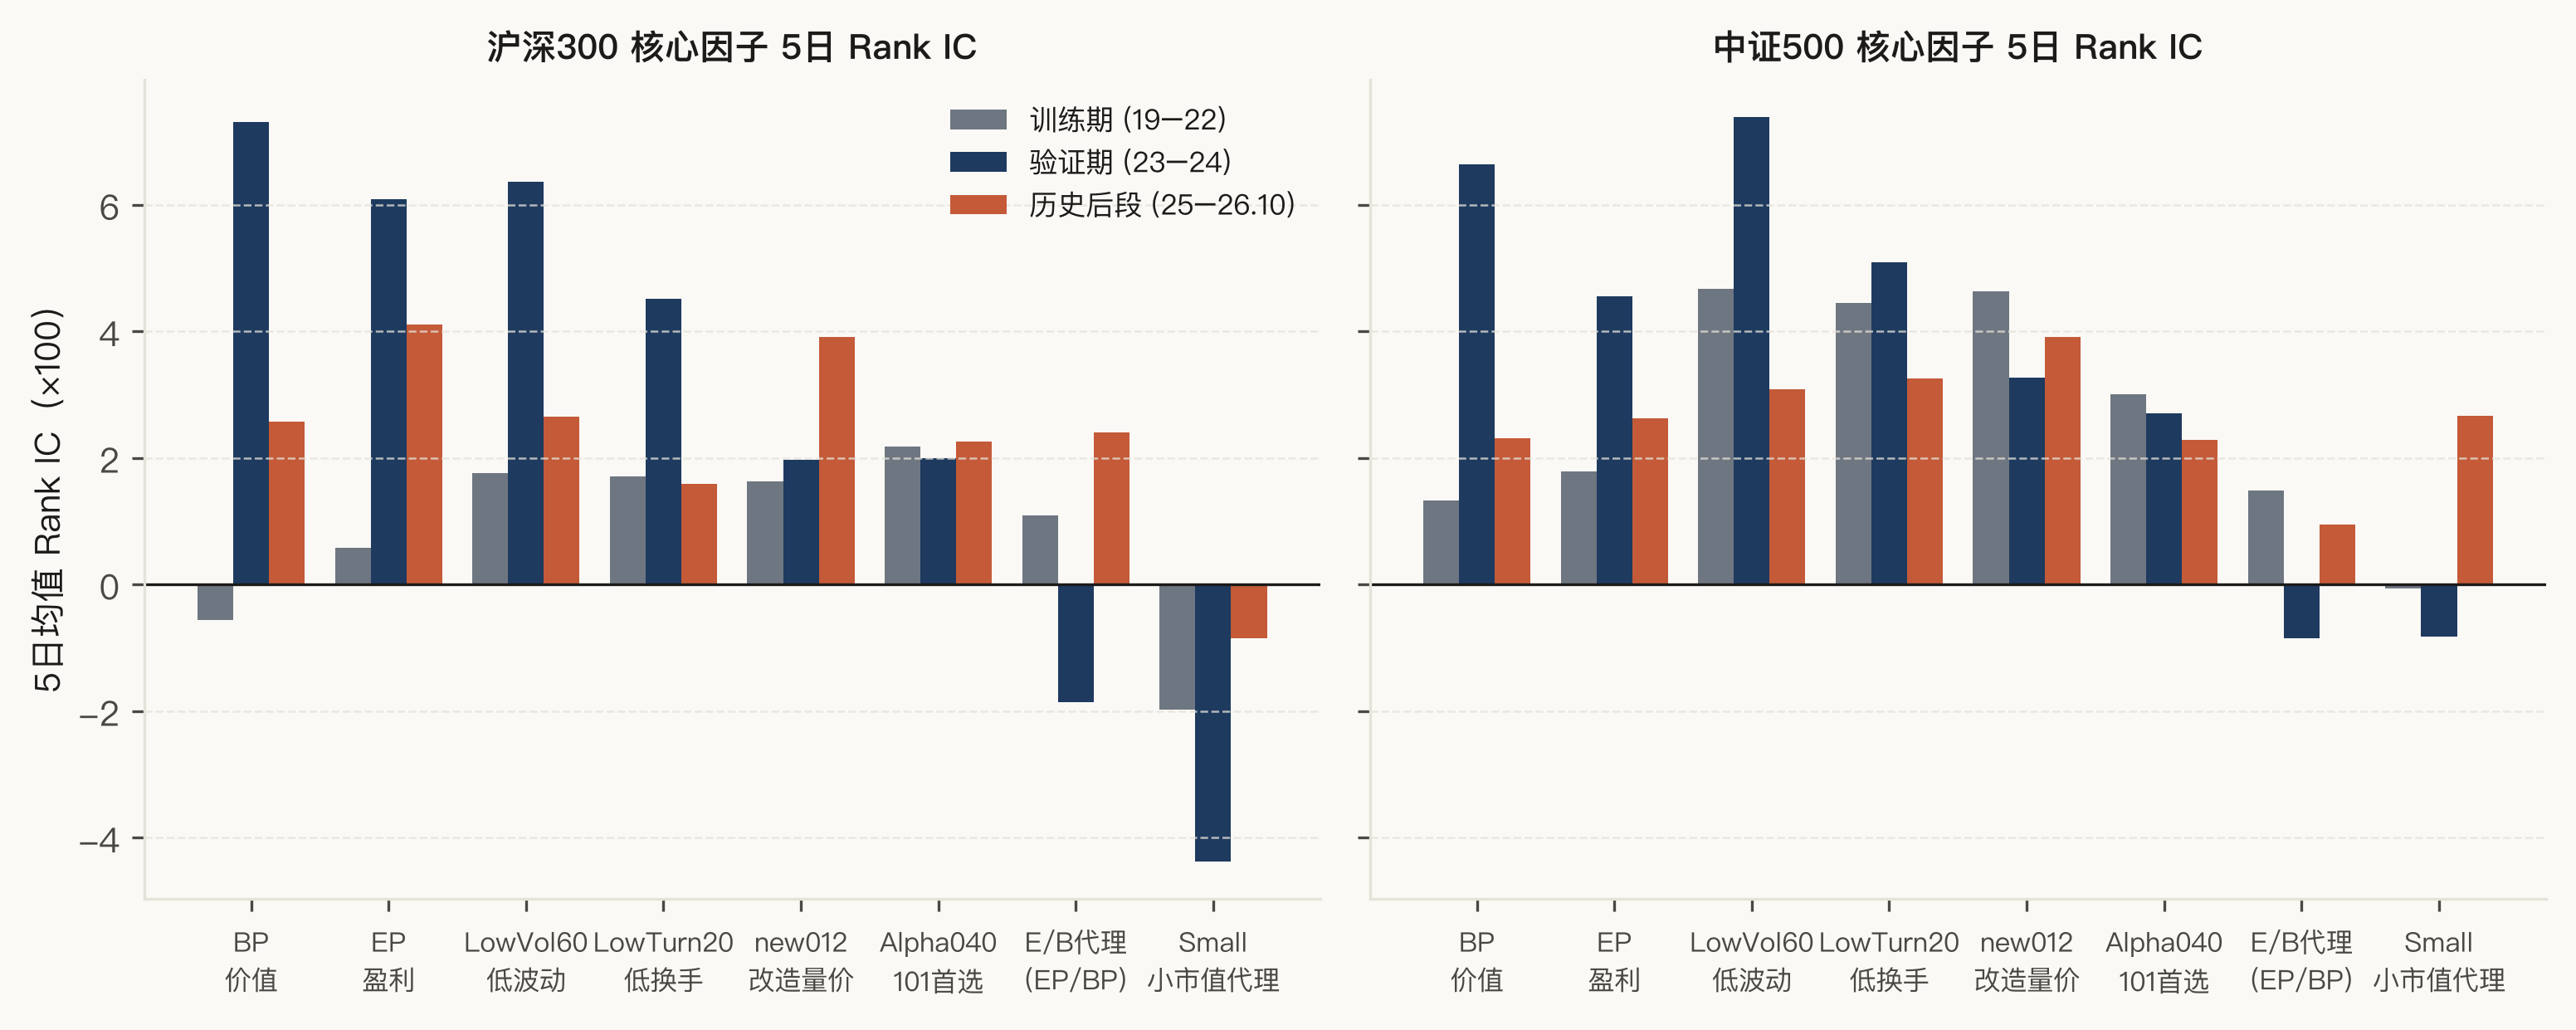 沪深300 核心因子 5日 Rank IC
5日均值 Rank IC（×100）
6
4
2
0
−2
−4
训练期 (19—22)
验证期 (23—24)
历史后段 (25—26.10)
BP
价值
EP
盈利
LowVol60
低波动
LowTurn20
低换手
new012
改造量价
Alpha040
101首选
E/B代理
(EP/BP)
Small
小市值代理
中证500 核心因子 5日 Rank IC
BP
价值
EP
盈利
LowVol60
低波动
LowTurn20
低换手
new012
改造量价
Alpha040
101首选
E/B代理
(EP/BP)
Small
小市值代理